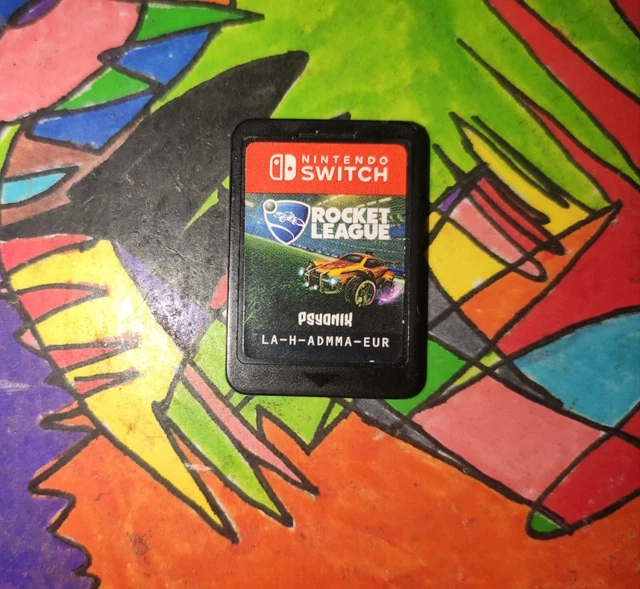 NINTENDO
SWITCH
ROCKET
LEAGUE
PSYONIX
LA-H-ADMMA-EUR